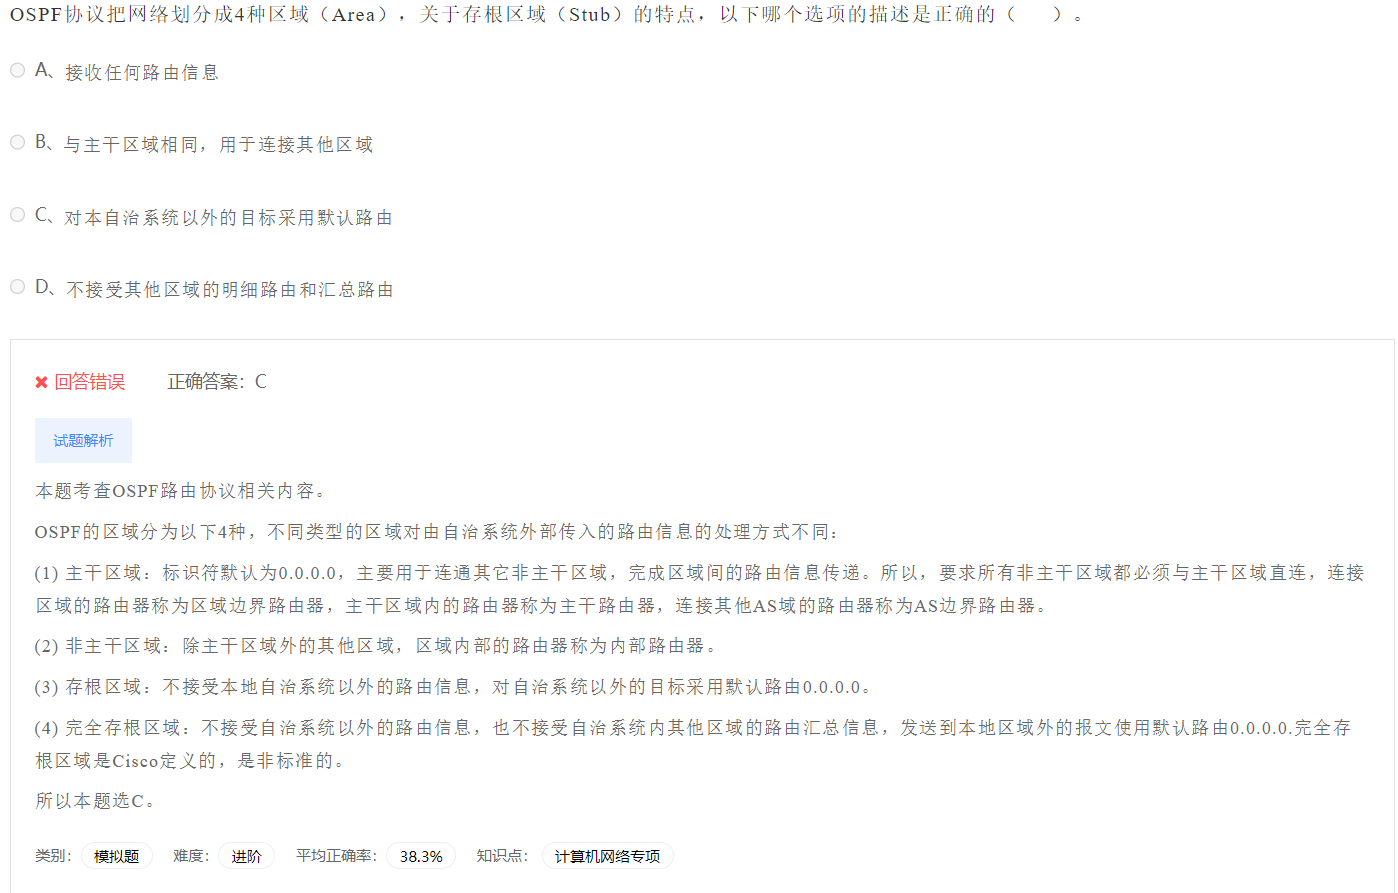 OSPF协议把网络划分成4种区域（Area），关于存根区域（Stub）的特点，以下哪个选项的描述是正确的（　　）。
A、接收任何路由信息
B、与主干区域相同，用于连接其他区域
C、对本自治系统以外的目标采用默认路由
D、不接受其他区域的明细路由和汇总路由
✖ 回答错误 正确答案：C
试题解析
本题考查OSPF路由协议相关内容。
OSPF的区域分为以下4种，不同类型的区域对由自治系统外部传入的路由信息的处理方式不同：
(1) 主干区域：标识符默认为0.0.0.0，主要用于连通其它非主干区域，完成区域间的路由信息传递。所以，要求所有非主干区域都必须与主干区域直连，连接
区域的路由器称为区域边界路由器，主干区域内的路由器称为主干路由器，连接其他AS域的路由器称为AS边界路由器。
(2) 非主干区域：除主干区域外的其他区域，区域内部的路由器称为内部路由器。
(3) 存根区域：不接受本地自治系统以外的路由信息，对自治系统以外的目标采用默认路由0.0.0.0。
(4) 完全存根区域：不接受自治系统以外的路由信息，也不接受自治系统内其他区域的路由汇总信息，发送到本地区域外的报文使用默认路由0.0.0.0.完全存
根区域是Cisco定义的，是非标准的。
所以本题选C。
类别： 模拟题 难度： 进阶 平均正确率： 38.3% 知识点： 计算机网络专项